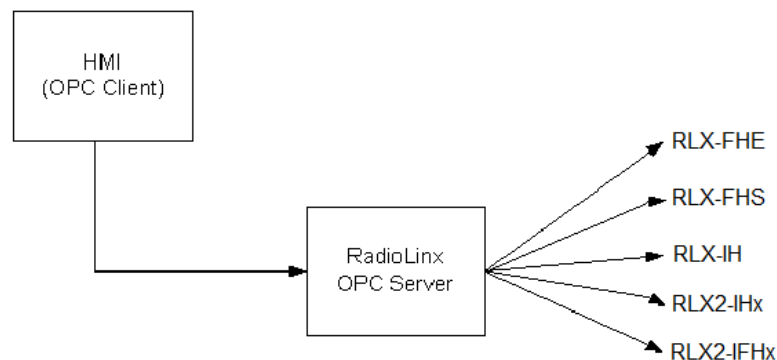 HMI
(OPC Client)
RadioLinx
OPC Server
RLX-FHE
RLX-FHS
RLX-IH
RLX2-IHx
RLX2-IFHx